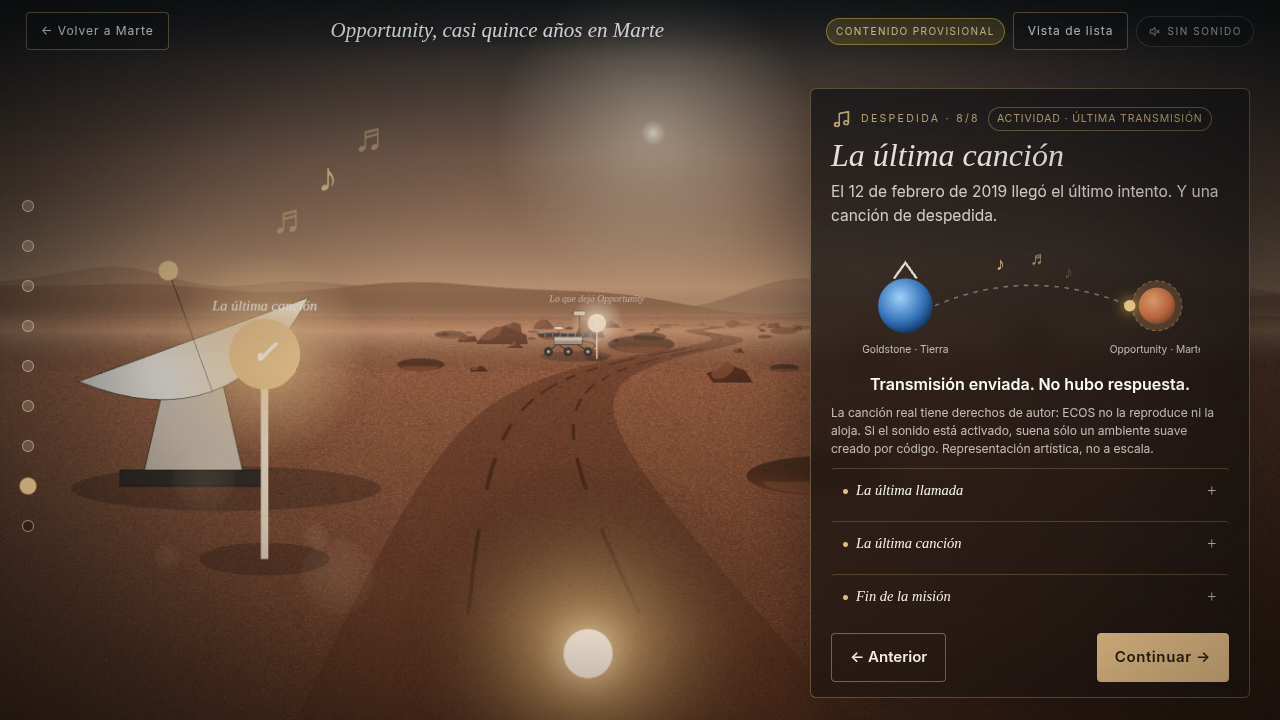 ← Volver a Marte
Opportunity, casi quince años en Marte
CONTENIDO PROVISIONAL
Vista de lista
SIN SONIDO
La última canción
Lo que dejó Opportunity
DESPEDIDA · 8/8
ACTIVIDAD · ÚLTIMA TRANSMISIÓN
La última canción
El 12 de febrero de 2019 llegó el último intento. Y una
canción de despedida.
Goldstone · Tierra
Opportunity · Mart
Transmisión enviada. No hubo respuesta.
La canción real tiene derechos de autor: ECOS no la reproduce ni la
aloja. Si el sonido está activado, suena sólo un ambiente suave
creado por código. Representación artística, no a escala.
La última llamada +
La última canción +
Fin de la misión +
← Anterior
Continuar →